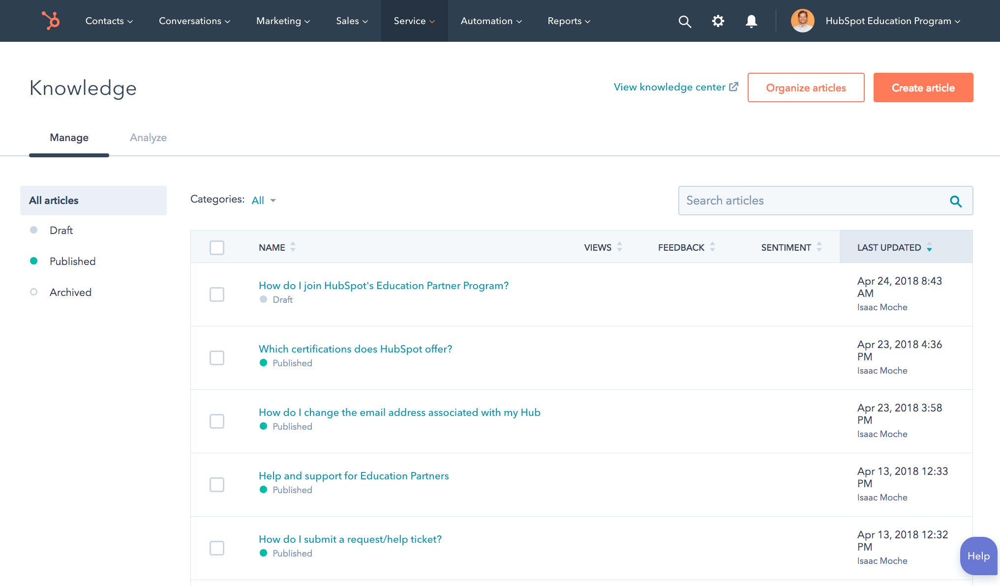 Contacts Conversations Marketing Sales Service Automation Reports HubSpot Education Program
Knowledge
View knowledge center Organize articles Create article
Manage Analyze
All articles
Draft
Published
Archived
Categories: All
Search articles
NAME VIEWS FEEDBACK SENTIMENT LAST UPDATED
How do I join HubSpot's Education Partner Program?
Draft
Apr 24, 2018 8:43
AM
Isaac Moche
Which certifications does HubSpot offer?
Published
Apr 23, 2018 4:36
PM
Isaac Moche
How do I change the email address associated with my Hub
Published
Apr 23, 2018 3:58
PM
Isaac Moche
Help and support for Education Partners
Published
Apr 13, 2018 12:33
PM
Isaac Moche
How do I submit a request/help ticket?
Published
Apr 13, 2018 12:32
PM
Isaac Moche
Help